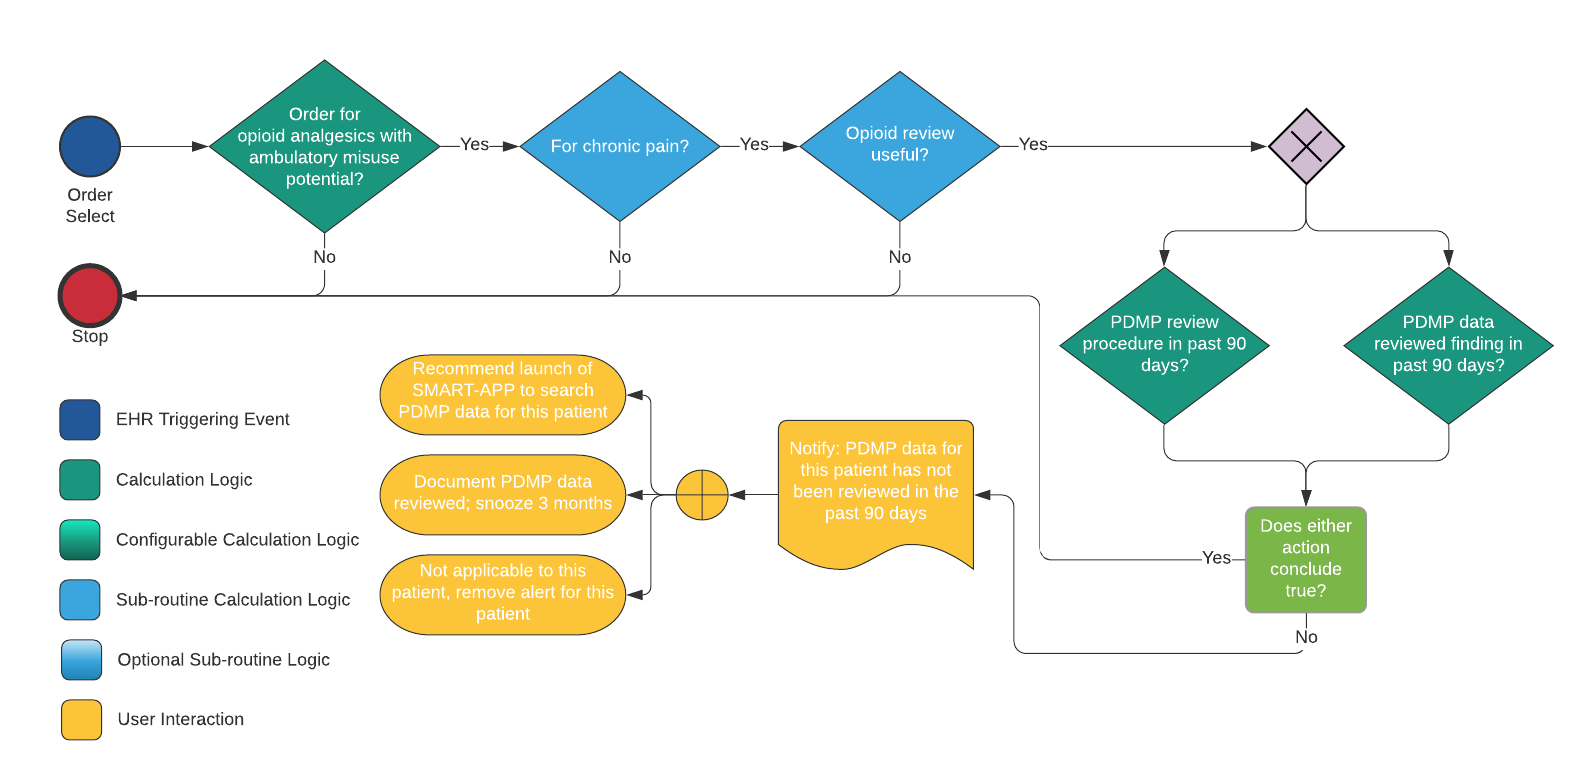 Order for
opioid analgesics with
ambulatory misuse
potential?
Yes
For chronic pain?
Yes
Opioid review
useful?
Yes
Order
Select
No
No
No
Stop
PDMP review
procedure in past 90
days?
PDMP data
reviewed finding in
past 90 days?
Recommend launch of
SMART-APP to search
PDMP data for this patient
Document PDMP data
reviewed; snooze 3 months
Not applicable to this
patient, remove alert for this
patient
Notify: PDMP data for
this patient has not
been reviewed in the
past 90 days
Does either
action
conclude
true?
Yes
No
EHR Triggering Event
Calculation Logic
Configurable Calculation Logic
Sub-routine Calculation Logic
Optional Sub-routine Logic
User Interaction